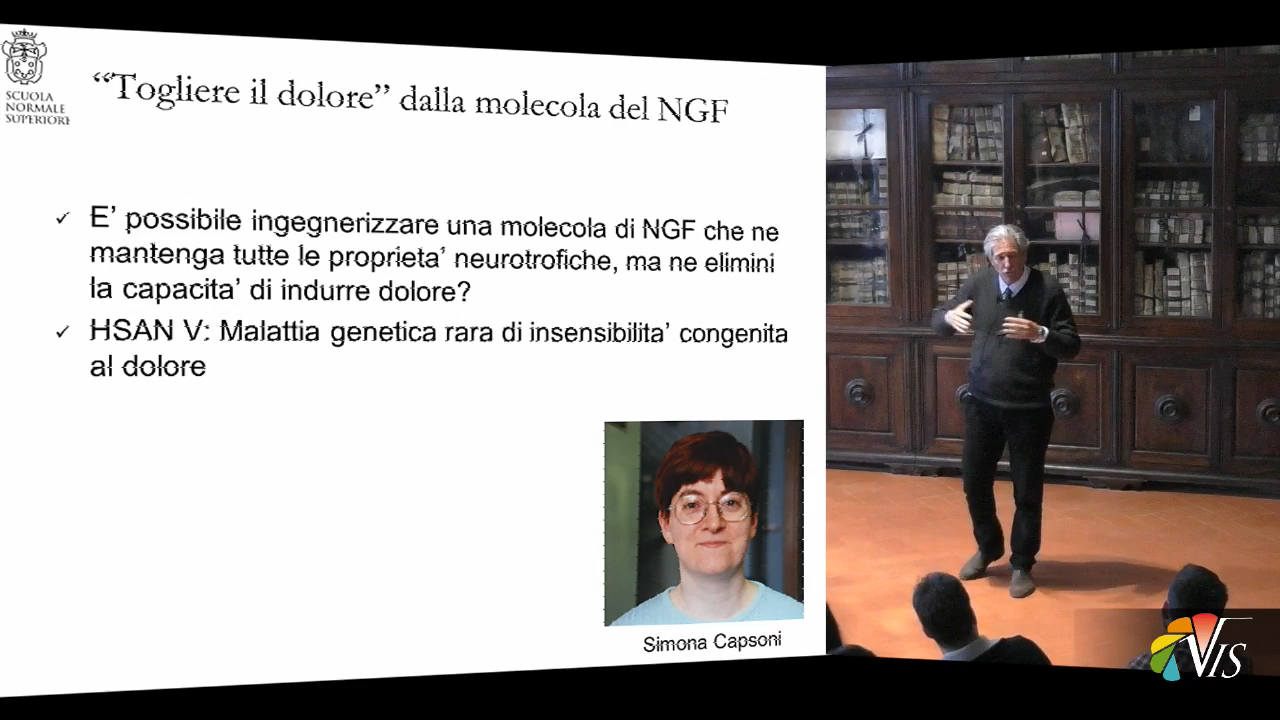 SCUOLA
NORMALE
SUPERIORE
“Togliere il dolore” dalla molecola del NGF
✓ E’ possibile ingegnerizzare una molecola di NGF che ne
mantenga tutte le proprieta’ neurotrofiche, ma ne elimini
la capacita’ di indurre dolore?
✓ HSAN V: Malattia genetica rara di insensibilita’ congenita
al dolore
Simona Capsoni
VIS